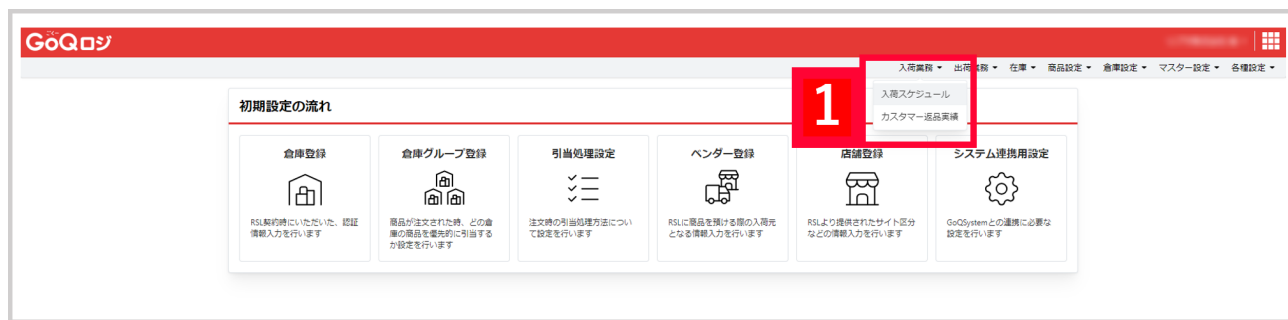 ごくー
GoQロジ
入荷業務 出荷業務 在庫 商品設定 倉庫設定 マスター設定 各種設定
1
入荷スケジュール
カスタマー返品実績
初期設定の流れ
倉庫登録
RSL契約時にいただいた、認証
情報入力を行います
倉庫グループ登録
商品が注文された時、どの倉
庫の商品を優先的に引当する
か設定を行います
引当処理設定
注文時の引当処理方法につい
て設定を行います
ベンダー登録
RSLに商品を預ける際の入荷元
となる情報入力を行います
店舗登録
RSLより提供されたサイト区分
などの情報入力を行います
システム連携用設定
GoQSystemとの連携に必要な
設定を行います